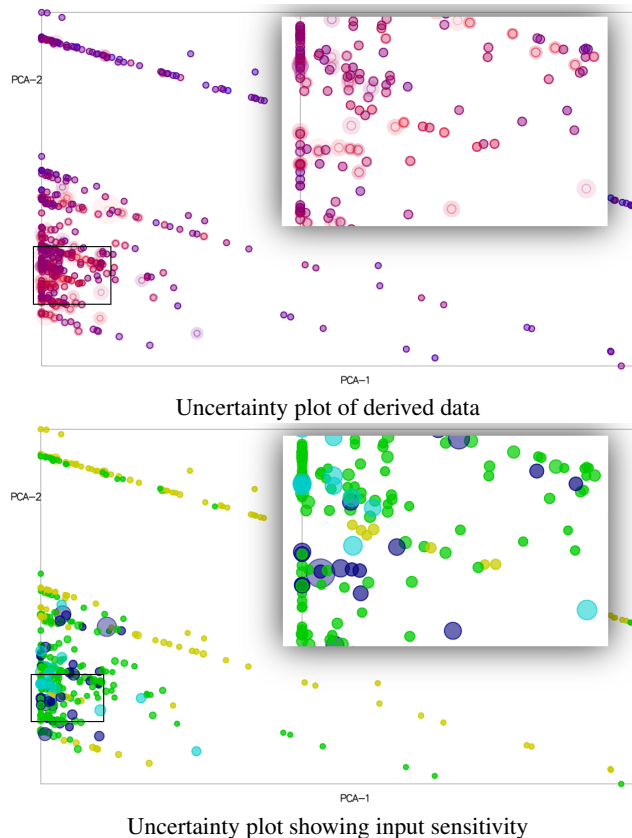 PCA-2
PCA-1
Uncertainty plot of derived data
PCA-2
PCA-1
Uncertainty plot showing input sensitivity